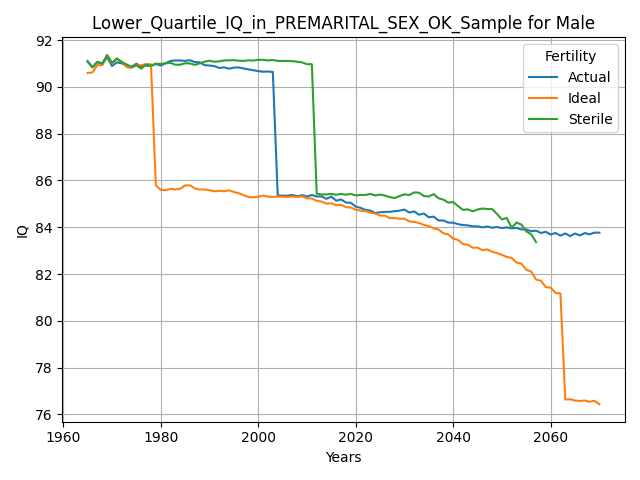 Lower_Quartile_IQ_in_PREMARITAL_SEX_OK_Sample for Male
92
90
88
86
84
82
80
78
76
IQ
Fertility
Actual
Ideal
Sterile
1960 1980 2000 2020 2040 2060
Years